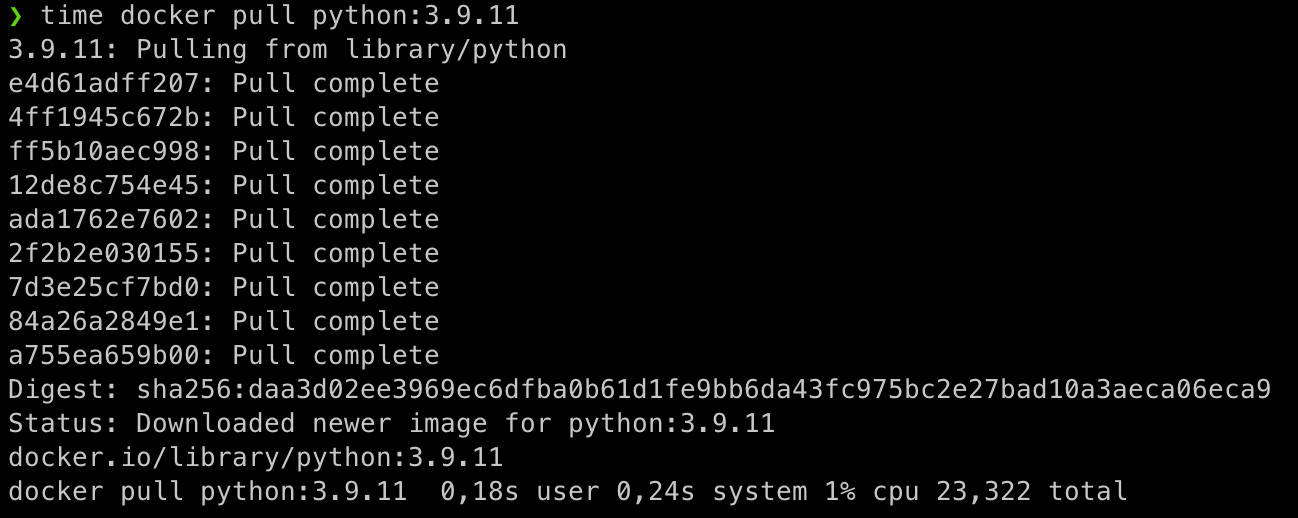 ❯ time docker pull python:3.9.11
3.9.11: Pulling from library/python
e4d61adff207: Pull complete
4ff1945c672b: Pull complete
ff5b10aec998: Pull complete
12de8c754e45: Pull complete
ada1762e7602: Pull complete
2f2b2e030155: Pull complete
7d3e25cf7bd0: Pull complete
84a26a2849e1: Pull complete
a755ea659b00: Pull complete
Digest: sha256:daa3d02ee3969ec6dfba0b61d1fe9bb6da43fc975bc2e27bad10a3aeca06eca9
Status: Downloaded newer image for python:3.9.11
docker.io/library/python:3.9.11
docker pull python:3.9.11  0,18s user 0,24s system 1% cpu 23,322 total